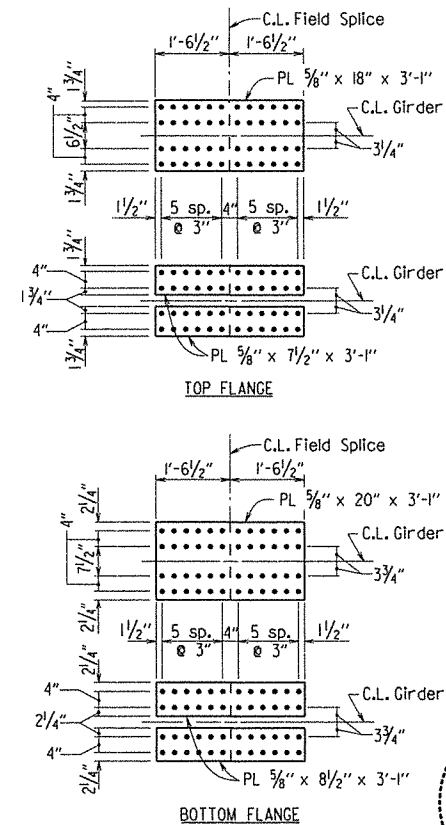 C.L. Field Splice
1'-6½" 1'-6½"
PL ⅝" x 18" x 3'-1"
1¾"
4"
6½"
1¾"
C.L. Girder
3¼"
1½" 5 sp. @ 3" 4" 5 sp. @ 3" 1½"
1¾"
4"
1¾"
4"
1¾"
C.L. Girder
3¼"
PL ⅝" x 7½" x 3'-1"
TOP FLANGE
C.L. Field Splice
1'-6½" 1'-6½"
PL ⅝" x 20" x 3'-1"
2¼"
4"
7½"
2¼"
C.L. Girder
3¾"
1½" 5 sp. @ 3" 4" 5 sp. @ 3" 1½"
2¼"
4"
2¼"
4"
2¼"
C.L. Girder
3¾"
PL ⅝" x 8½" x 3'-1"
BOTTOM FLANGE